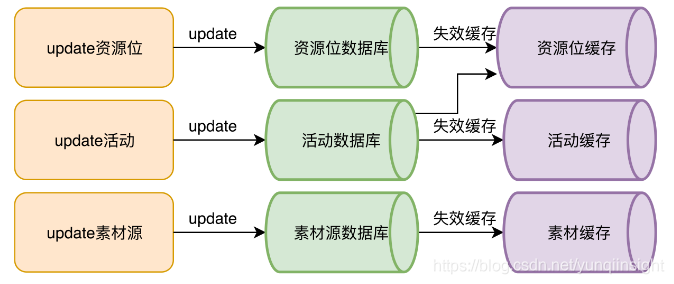 update资源位
update
资源位数据库
失效缓存
资源位缓存
update活动
update
活动数据库
失效缓存
活动缓存
update素材源
update
素材源数据库
失效缓存
素材缓存
https://blog.csdn.net/yunqiinsight